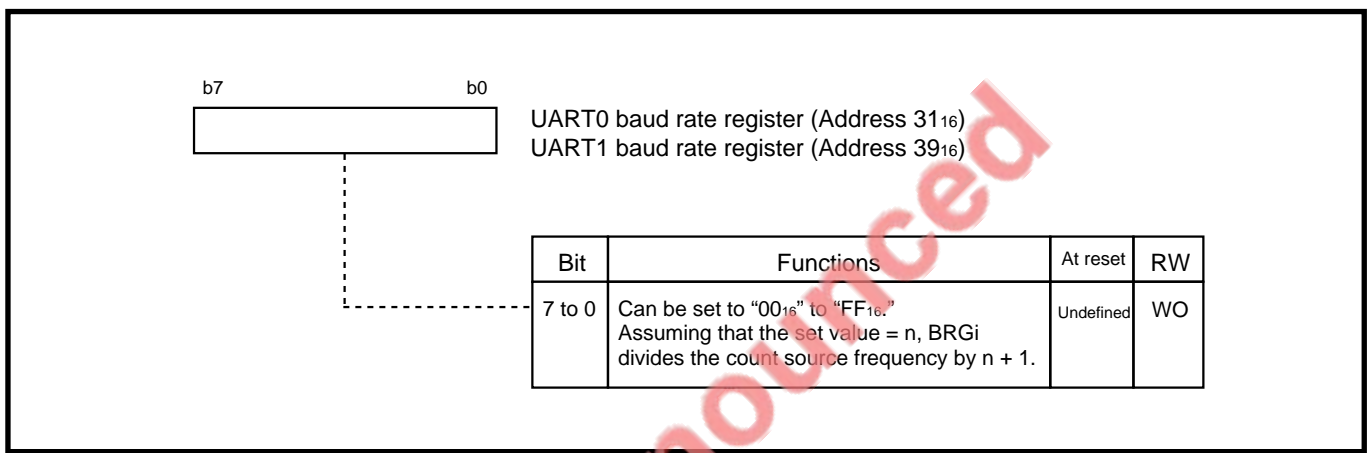 b7 b0
UART0 baud rate register (Address 31₁₆)
UART1 baud rate register (Address 39₁₆)
Bit Functions At reset RW
7 to 0 Can be set to “00₁₆” to “FF₁₆.” Undefined WO
Assuming that the set value = n, BRGi
divides the count source frequency by n + 1.
nounced